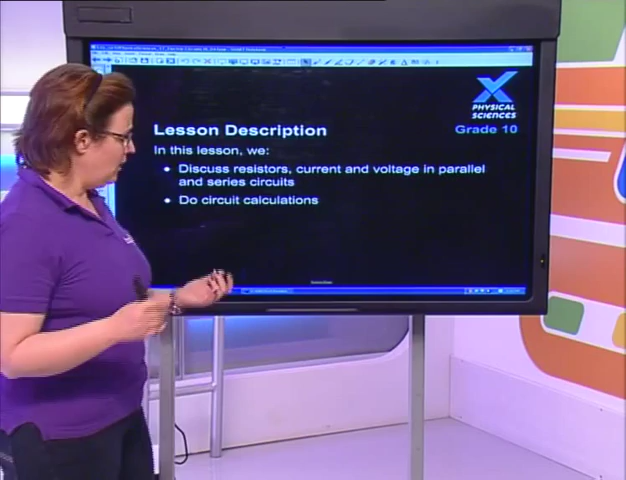 PHYSICAL
SCIENCES
Grade 10
Lesson Description
In this lesson, we:
• Discuss resistors, current and voltage in parallel
and series circuits
• Do circuit calculations